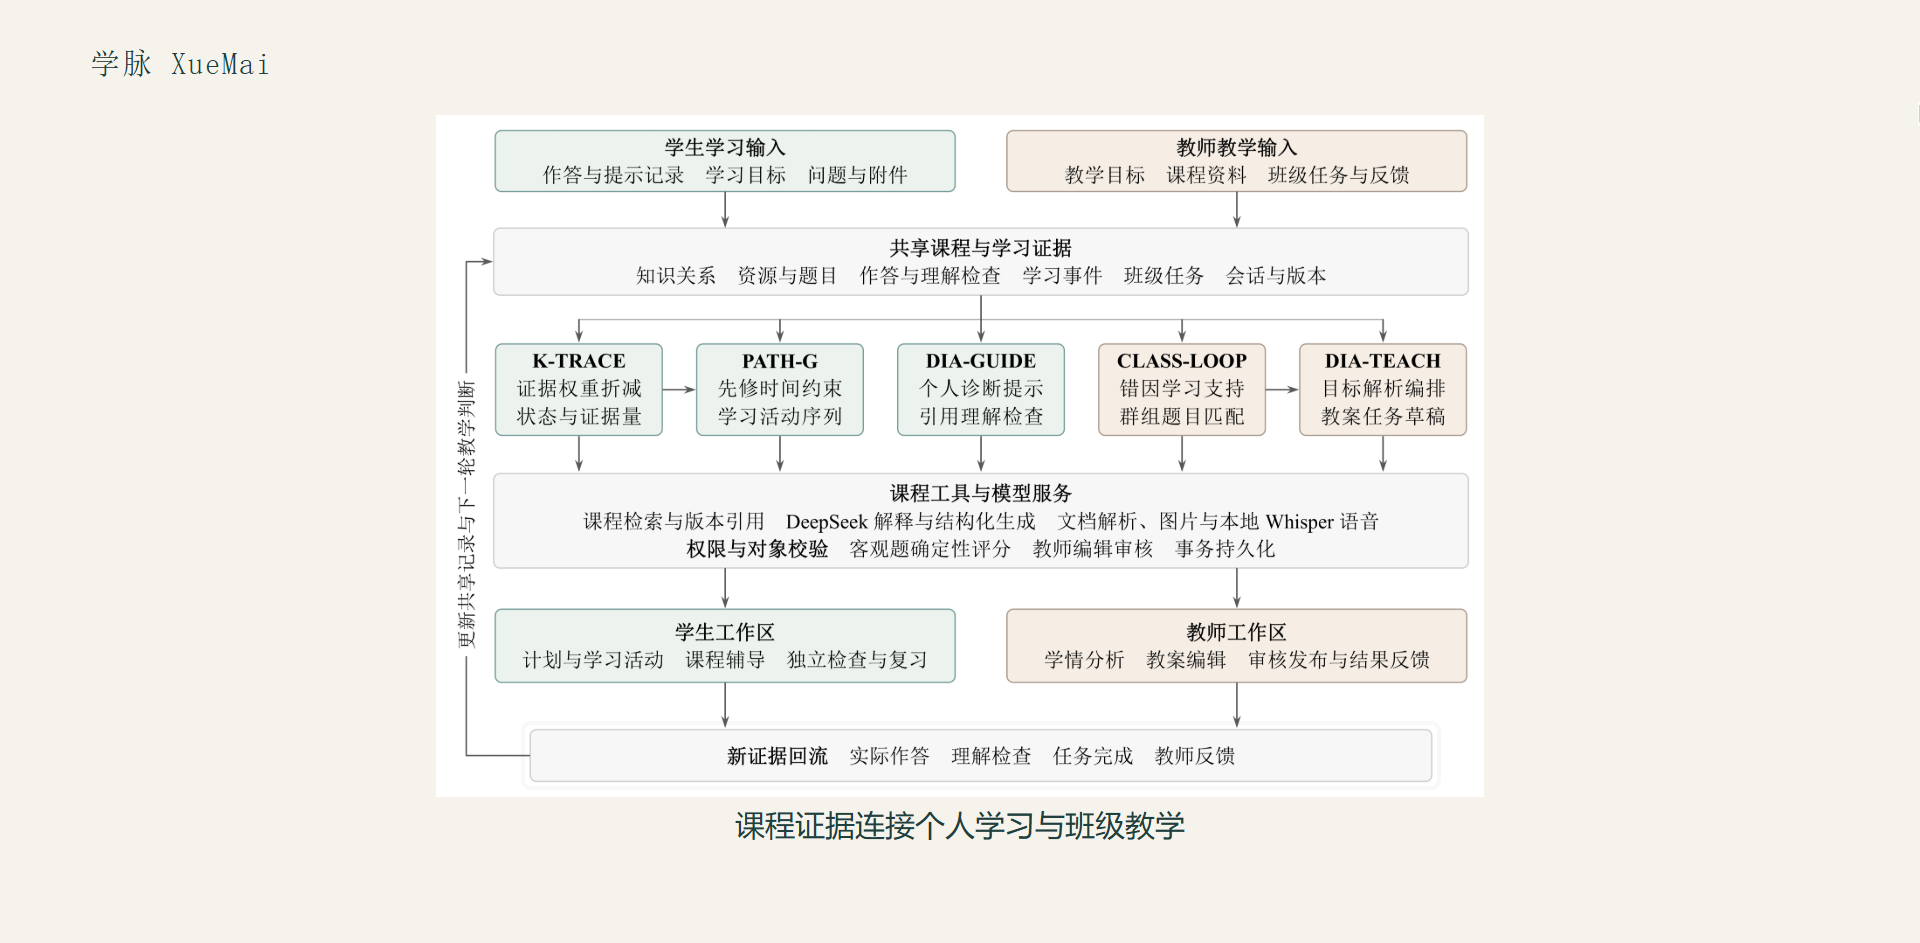 学脉 XueMai
学生学习输入
作答与提示记录 学习目标 问题与附件
教师教学输入
教学目标 课程资料 班级任务与反馈
共享课程与学习证据
知识关系 资源与题目 作答与理解检查 学习事件 班级任务 会话与版本
K-TRACE
证据权重折减
状态与证据量
PATH-G
先修时间约束
学习活动序列
DIA-GUIDE
个人诊断提示
引用理解检查
CLASS-LOOP
错因学习支持
群组题目匹配
DIA-TEACH
目标解析编排
教案任务草稿
更新共享记录与下一轮教学判断
课程工具与模型服务
课程检索与版本引用 DeepSeek 解释与结构化生成 文档解析、图片与本地 Whisper 语音
权限与对象校验 客观题确定性评分 教师编辑审核 事务持久化
学生工作区
计划与学习活动 课程辅导 独立检查与复习
教师工作区
学情分析 教案编辑 审核发布与结果反馈
新证据回流 实际作答 理解检查 任务完成 教师反馈
课程证据连接个人学习与班级教学